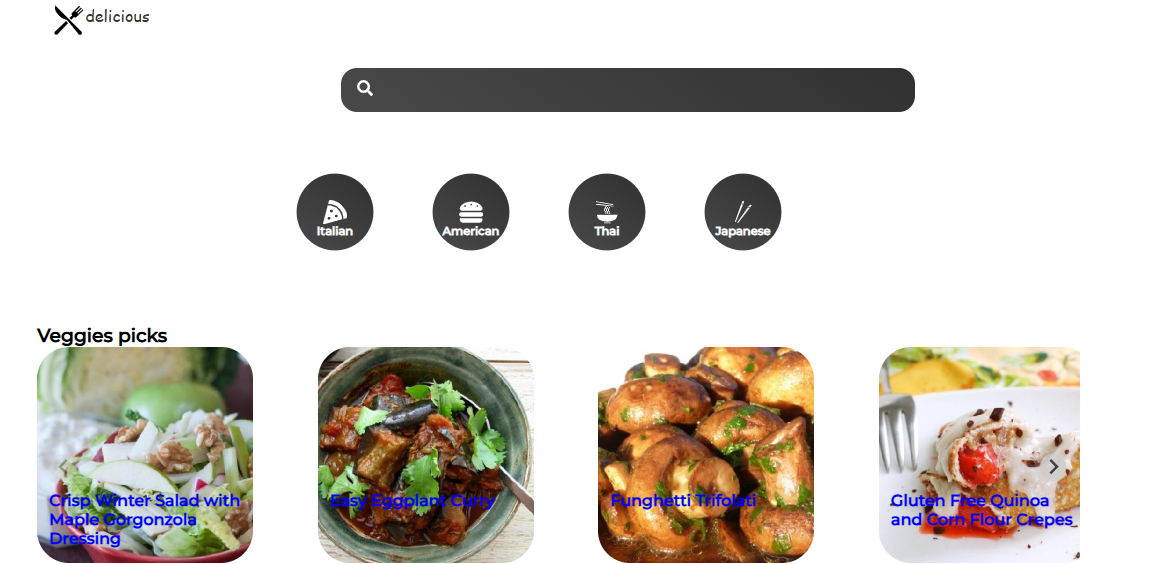 delicious
Italian
American
Thai
Japanese
Veggies picks
Crisp Winter Salad with
Maple Gorgonzola
Dressing
Easy Eggplant Curry
Funghetti Trifolati
Gluten Free Quinoa
and Corn Flour Crepes_